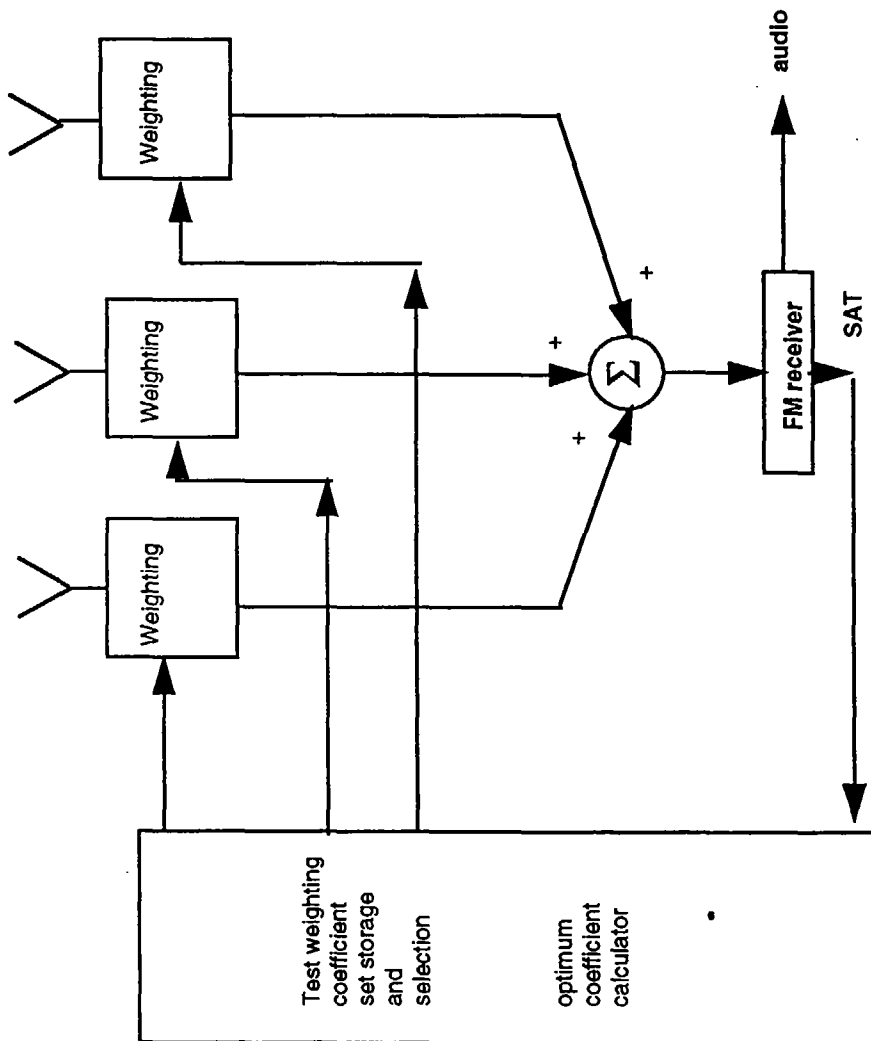 Weighting
Weighting
Weighting
+
+
+
Σ
FM receiver
audio
SAT
Test weighting
coefficient
set storage
and
selection
optimum
coefficient
calculator